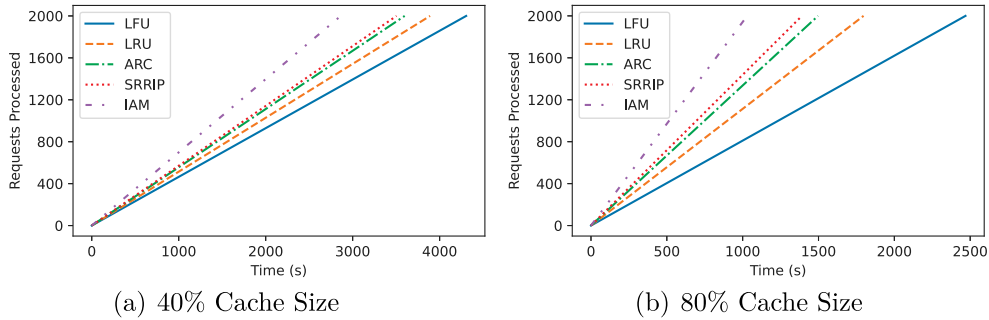 2000
1600
1200
800
400
0
Requests Processed
LFU
LRU
ARC
SRRIP
IAM
0 1000 2000 3000 4000
Time (s)
(a) 40% Cache Size
2000
1600
1200
800
400
0
Requests Processed
LFU
LRU
ARC
SRRIP
IAM
0 500 1000 1500 2000 2500
Time (s)
(b) 80% Cache Size